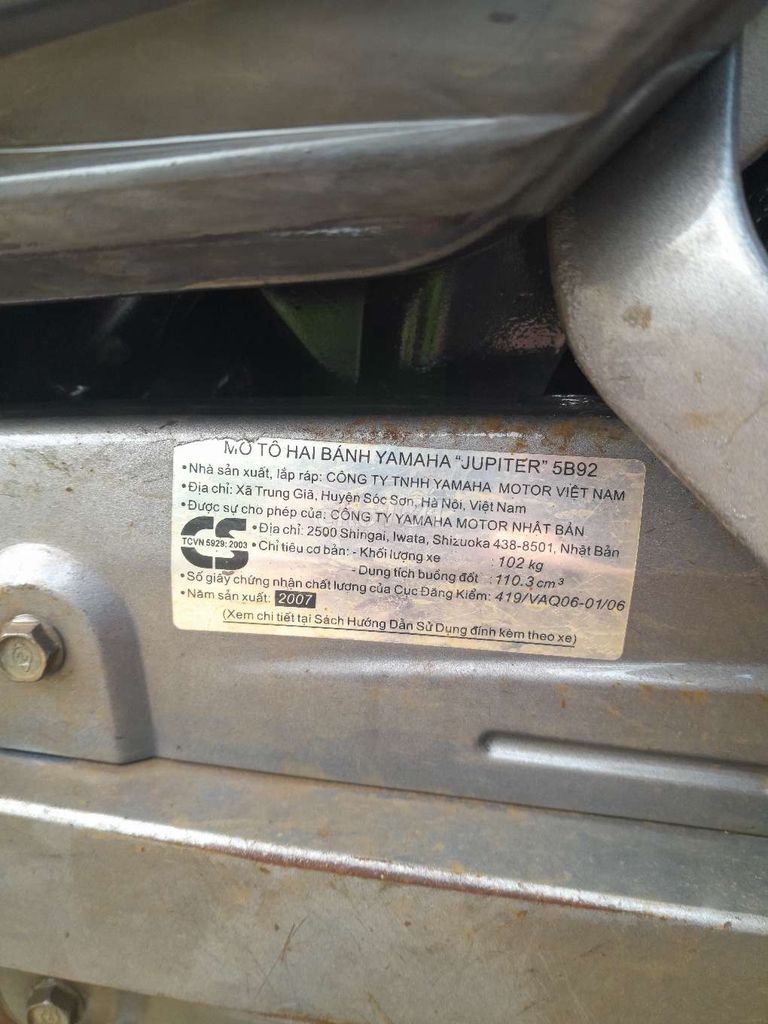 MÔ TÔ HAI BÁNH YAMAHA "JUPITER" 5B92
•Nhà sản xuất, lắp ráp: CÔNG TY TNHH YAMAHA MOTOR VIỆT NAM
•Địa chỉ: Xã Trung Giã, Huyện Sóc Sơn, Hà Nội, Việt Nam
•Được sự cho phép của: CÔNG TY YAMAHA MOTOR NHẬT BẢN
•Địa chỉ: 2500 Shingai, Iwata, Shizuoka 438-8501, Nhật Bản
CS
TCVN 5929: 2003
•Chỉ tiêu cơ bản: - Khối lượng xe : 102 kg
- Dung tích buồng đốt : 110.3 cm³
•Số giấy chứng nhận chất lượng của Cục Đăng Kiểm: 419/VAQ06-01/06
•Năm sản xuất: 2007
(Xem chi tiết tại Sách Hướng Dẫn Sử Dụng đính kèm theo xe)